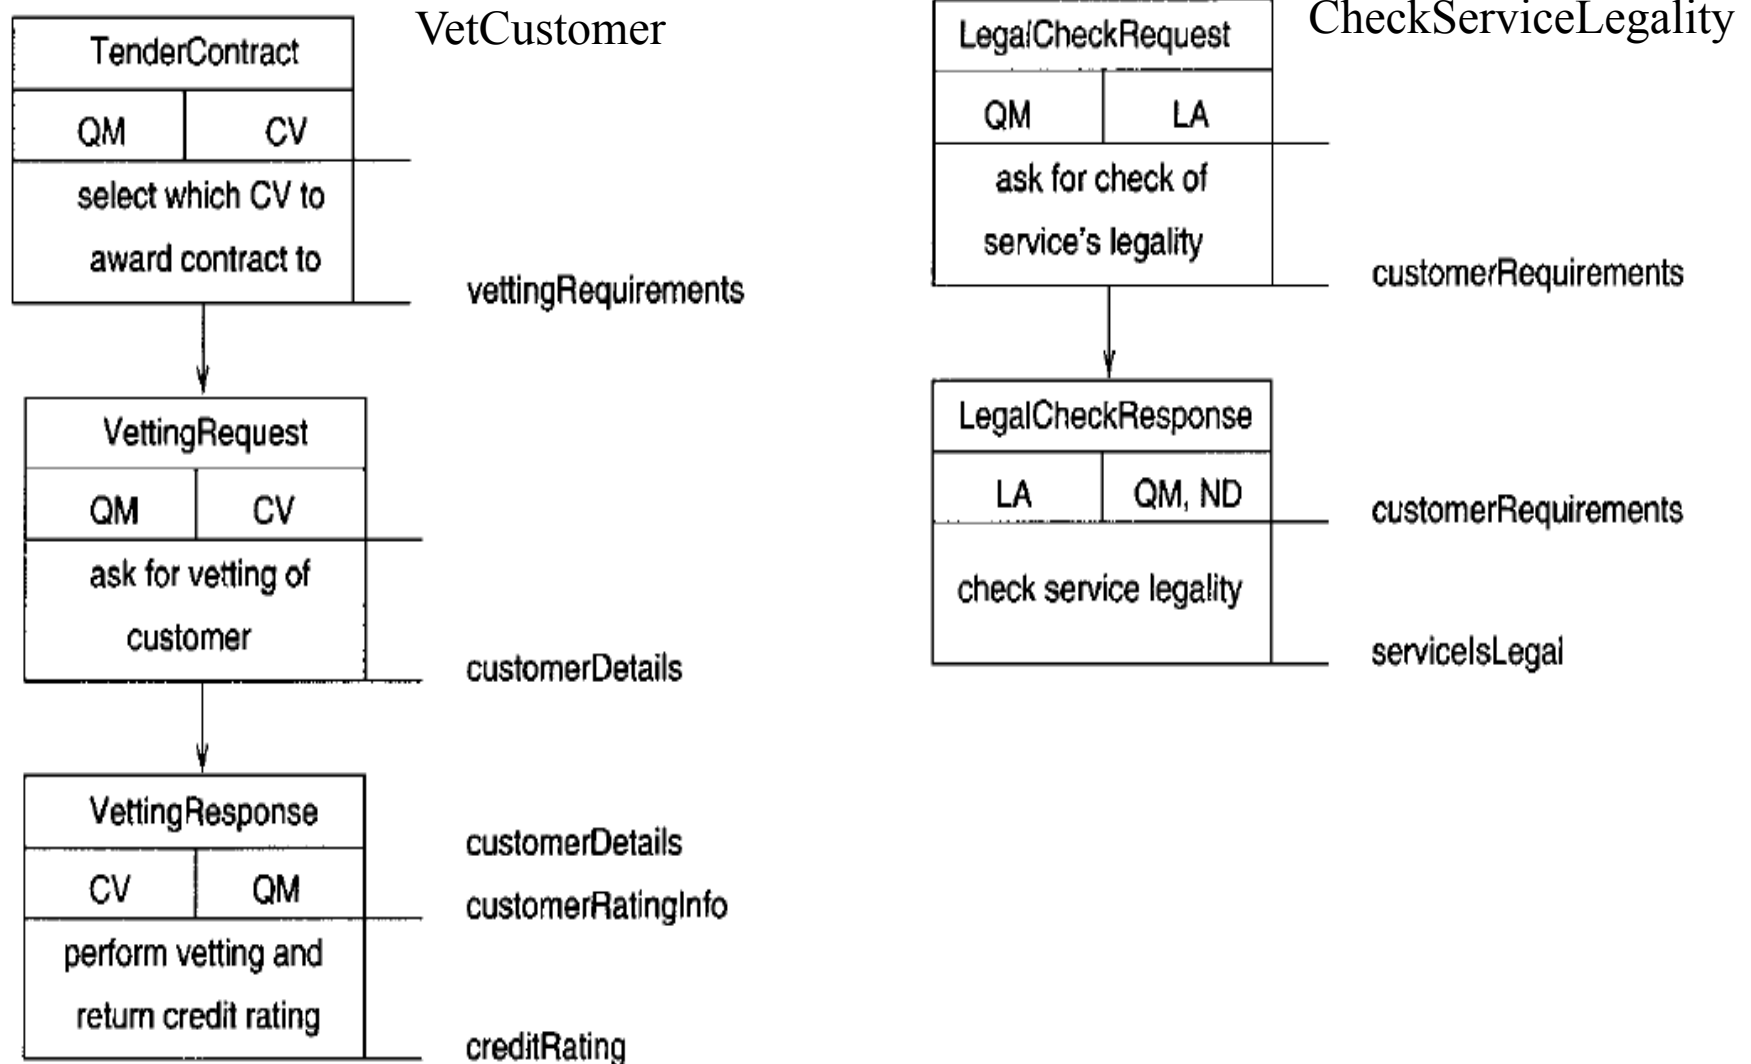 VetCustomer
TenderContract
QM CV
select which CV to
award contract to
vettingRequirements
VettingRequest
QM CV
ask for vetting of
customer
customerDetails
VettingResponse
customerDetails
CV QM
customerRatingInfo
perform vetting and
return credit rating
creditRating
CheckServiceLegality
LegalCheckRequest
QM LA
ask for check of
service's legality
customerRequirements
LegalCheckResponse
LA QM, ND
customerRequirements
check service legality
serviceIsLegal